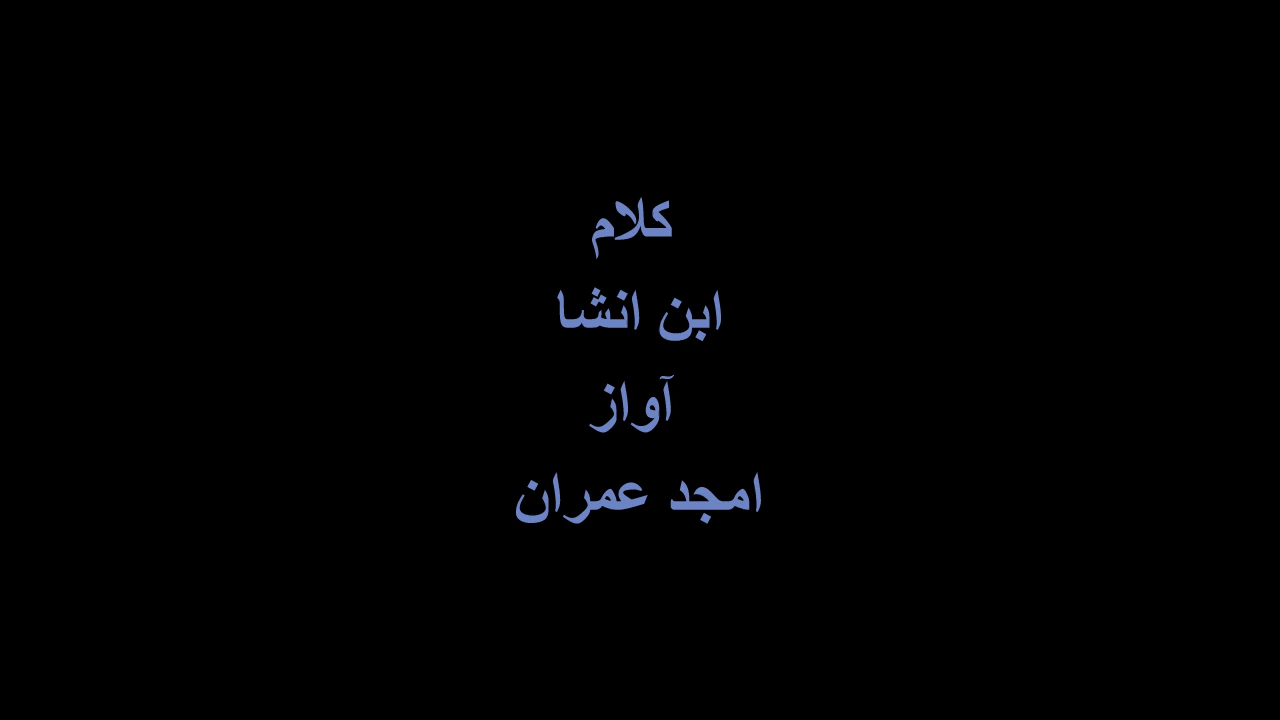 کلام
ابن انشا
آواز
امجد عمران